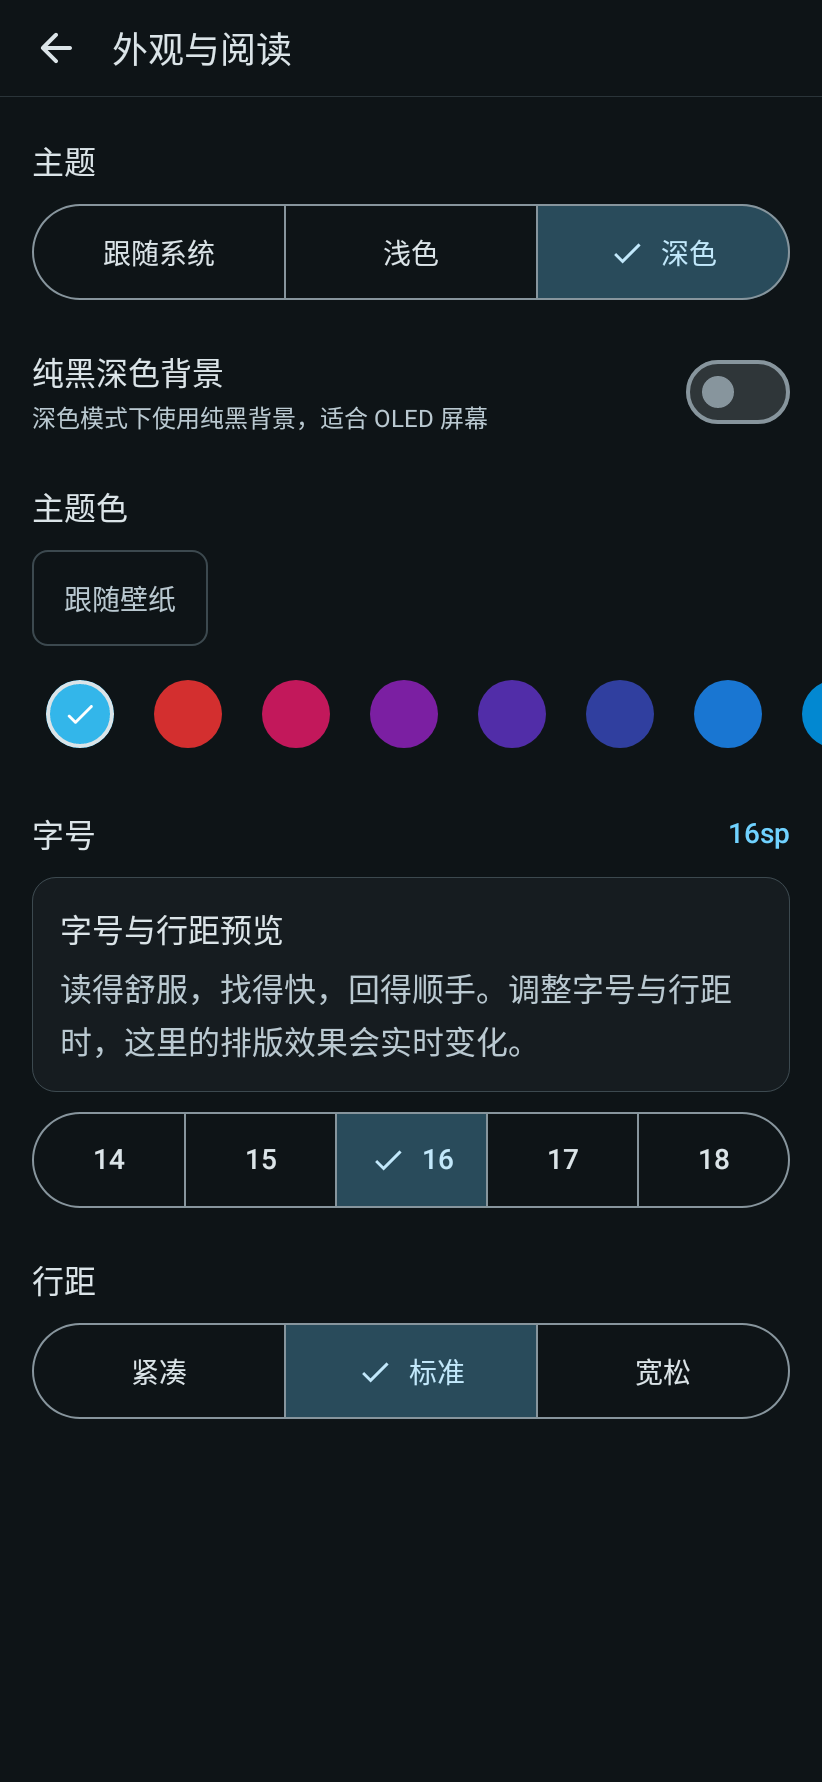 外观与阅读
主题
跟随系统
浅色
深色
纯黑深色背景
深色模式下使用纯黑背景，适合 OLED 屏幕
主题色
跟随壁纸
字号
16sp
字号与行距预览
读得舒服，找得快，回得顺手。调整字号与行距
时，这里的排版效果会实时变化。
14
15
16
17
18
行距
紧凑
标准
宽松